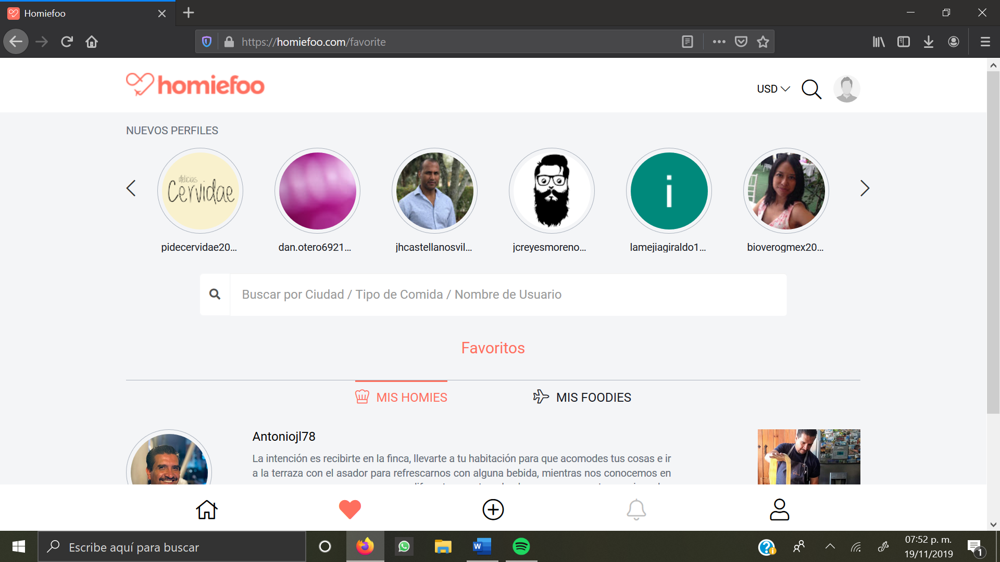 Homiefoo
https://homiefoo.com/favorite
homiefoo
USD
NUEVOS PERFILES
delicias
Cervidae
i
pidecervidae20...
dan.otero6921...
jhcastellanosvil...
jcreyesmoreno...
lamejiagiraldo1...
bioverogmex20...
Buscar por Ciudad / Tipo de Comida / Nombre de Usuario
Favoritos
MIS HOMIES
MIS FOODIES
Antoniojl78
La intención es recibirte en la finca, llevarte a tu habitación para que acomodes tus cosas e ir
a la terraza con el asador para refrescarnos con alguna bebida, mientras nos conocemos en
Escribe aquí para buscar
W
07:52 p. m.
19/11/2019
1